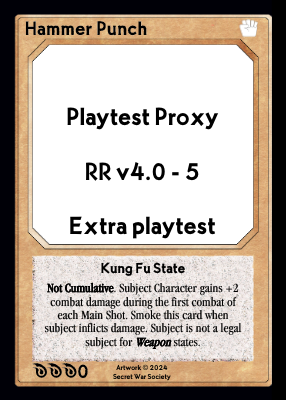 Hammer Punch
Playtest Proxy
RR v4.0 - 5
Extra playtest
Kung Fu State
Not Cumulative. Subject Character gains +2
combat damage during the first combat of
each Main Shot. Smoke this card when
subject inflicts damage. Subject is not a legal
subject for Weapon states.
0
Artwork © 2024
Secret War Society